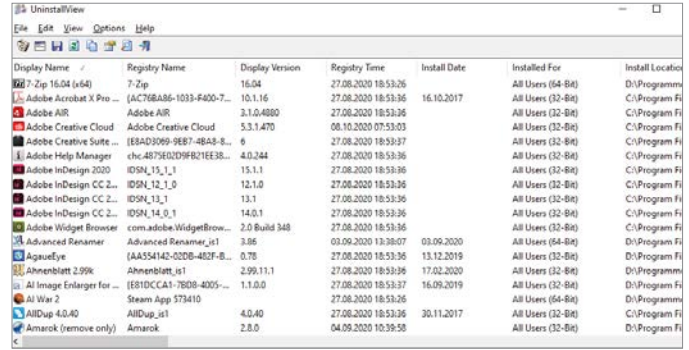 UninstallView
File Edit View Options Help
Display Name / Registry Name Display Version Registry Time Install Date Installed For Install Location
7-Zip 16.04 (x64) 7-Zip 16.04 27.08.2020 18:53:26 All Users (64-Bit) D:\Programme
Adobe Acrobat X Pro ... {AC76BA86-1033-F400-7... 10.1.16 27.08.2020 18:53:36 16.10.2017 All Users (32-Bit) C:\Program Fi
Adobe AIR Adobe AIR 3.1.0.4880 27.08.2020 18:53:36 All Users (32-Bit) C:\Program Fi
Adobe Creative Cloud Adobe Creative Cloud 5.3.1.470 08.10.2020 07:53:03 All Users (32-Bit) C:\Program Fi
Adobe Creative Suite ... {E8AD3069-9EB7-4BA8-8... 6 27.08.2020 18:53:37 All Users (32-Bit) C:\Program Fi
Adobe Help Manager chc.4875E02D9FB21EE38... 4.0.244 27.08.2020 18:53:36 All Users (32-Bit) C:\Program Fi
Adobe InDesign 2020 IDSN_15_1_1 15.1.1 27.08.2020 18:53:36 All Users (32-Bit) C:\Program Fi
Adobe InDesign CC 2... IDSN_12_1_0 12.1.0 27.08.2020 18:53:36 All Users (32-Bit) C:\Program Fi
Adobe InDesign CC 2... IDSN_13_1 13.1 27.08.2020 18:53:36 All Users (32-Bit) C:\Program Fi
Adobe InDesign CC 2... IDSN_14_0_1 14.0.1 27.08.2020 18:53:36 All Users (32-Bit) C:\Program Fi
Adobe Widget Browser com.adobe.WidgetBrow... 2.0 Build 348 27.08.2020 18:53:36 All Users (32-Bit) C:\Program Fi
Advanced Renamer Advanced Renamer_is1 3.86 03.09.2020 13:38:07 03.09.2020 All Users (64-Bit) D:\Programme
AgaueEye {AA554142-02DB-482F-B... 0.78 27.08.2020 18:53:36 13.12.2019 All Users (32-Bit) D:\Programme
Ahnenblatt 2.99k Ahnenblatt_is1 2.99.11.1 27.08.2020 18:53:36 17.02.2020 All Users (32-Bit) D:\Programme
AI Image Enlarger for ... {E81DCCA1-7BD8-4005-... 1.1.0.0 27.08.2020 18:53:37 16.09.2019 All Users (32-Bit) C:\Program Fi
AI War 2 Steam App 573410 27.08.2020 18:53:26 All Users (64-Bit) D:\Programme
AllDup 4.0.40 AllDup_is1 4.0.40 27.08.2020 18:53:36 30.11.2017 All Users (32-Bit) D:\Programme
Amarok (remove only) Amarok 2.8.0 04.09.2020 10:39:58 All Users (32-Bit) D:\Programme